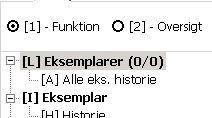 [1] - Funktion [2] - Oversigt
[L] Eksemplarer (0/0)
[A] Alle eks. historie
[I] Eksemplar
[H] Historie